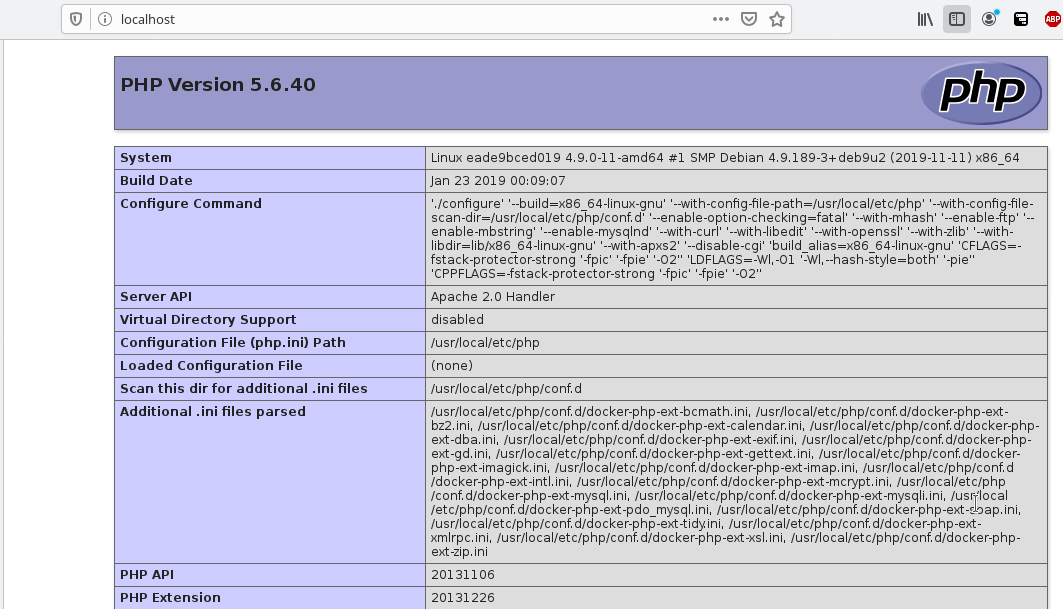 localhost
ABP
PHP Version 5.6.40
php
System Linux eade9bced019 4.9.0-11-amd64 #1 SMP Debian 4.9.189-3+deb9u2 (2019-11-11) x86_64
Build Date Jan 23 2019 00:09:07
Configure Command './configure' '--build=x86_64-linux-gnu' '--with-config-file-path=/usr/local/etc/php' '--with-config-file-
scan-dir=/usr/local/etc/php/conf.d' '--enable-option-checking=fatal' '--with-mhash' '--enable-ftp' '--
enable-mbstring' '--enable-mysqlnd' '--with-curl' '--with-libedit' '--with-openssl' '--with-zlib' '--with-
libdir=lib/x86_64-linux-gnu' '--with-apxs2' '--disable-cgi' 'build_alias=x86_64-linux-gnu' 'CFLAGS=-
fstack-protector-strong '-fpic' '-fpie' '-O2'' 'LDFLAGS=-Wl,-O1 '-Wl,--hash-style=both' '-pie''
'CPPFLAGS=-fstack-protector-strong '-fpic' '-fpie' '-O2''
Server API Apache 2.0 Handler
Virtual Directory Support disabled
Configuration File (php.ini) Path /usr/local/etc/php
Loaded Configuration File (none)
Scan this dir for additional .ini files /usr/local/etc/php/conf.d
Additional .ini files parsed /usr/local/etc/php/conf.d/docker-php-ext-bcmath.ini, /usr/local/etc/php/conf.d/docker-php-ext-
bz2.ini, /usr/local/etc/php/conf.d/docker-php-ext-calendar.ini, /usr/local/etc/php/conf.d/docker-php-
ext-dba.ini, /usr/local/etc/php/conf.d/docker-php-ext-exif.ini, /usr/local/etc/php/conf.d/docker-php-
ext-gd.ini, /usr/local/etc/php/conf.d/docker-php-ext-gettext.ini, /usr/local/etc/php/conf.d/docker-
php-ext-imagick.ini, /usr/local/etc/php/conf.d/docker-php-ext-imap.ini, /usr/local/etc/php/conf.d
/docker-php-ext-intl.ini, /usr/local/etc/php/conf.d/docker-php-ext-mcrypt.ini, /usr/local/etc/php
/conf.d/docker-php-ext-mysql.ini, /usr/local/etc/php/conf.d/docker-php-ext-mysqli.ini, /usr/local
/etc/php/conf.d/docker-php-ext-pdo_mysql.ini, /usr/local/etc/php/conf.d/docker-php-ext-soap.ini,
/usr/local/etc/php/conf.d/docker-php-ext-tidy.ini, /usr/local/etc/php/conf.d/docker-php-ext-
xmlrpc.ini, /usr/local/etc/php/conf.d/docker-php-ext-xsl.ini, /usr/local/etc/php/conf.d/docker-php-
ext-zip.ini
PHP API 20131106
PHP Extension 20131226